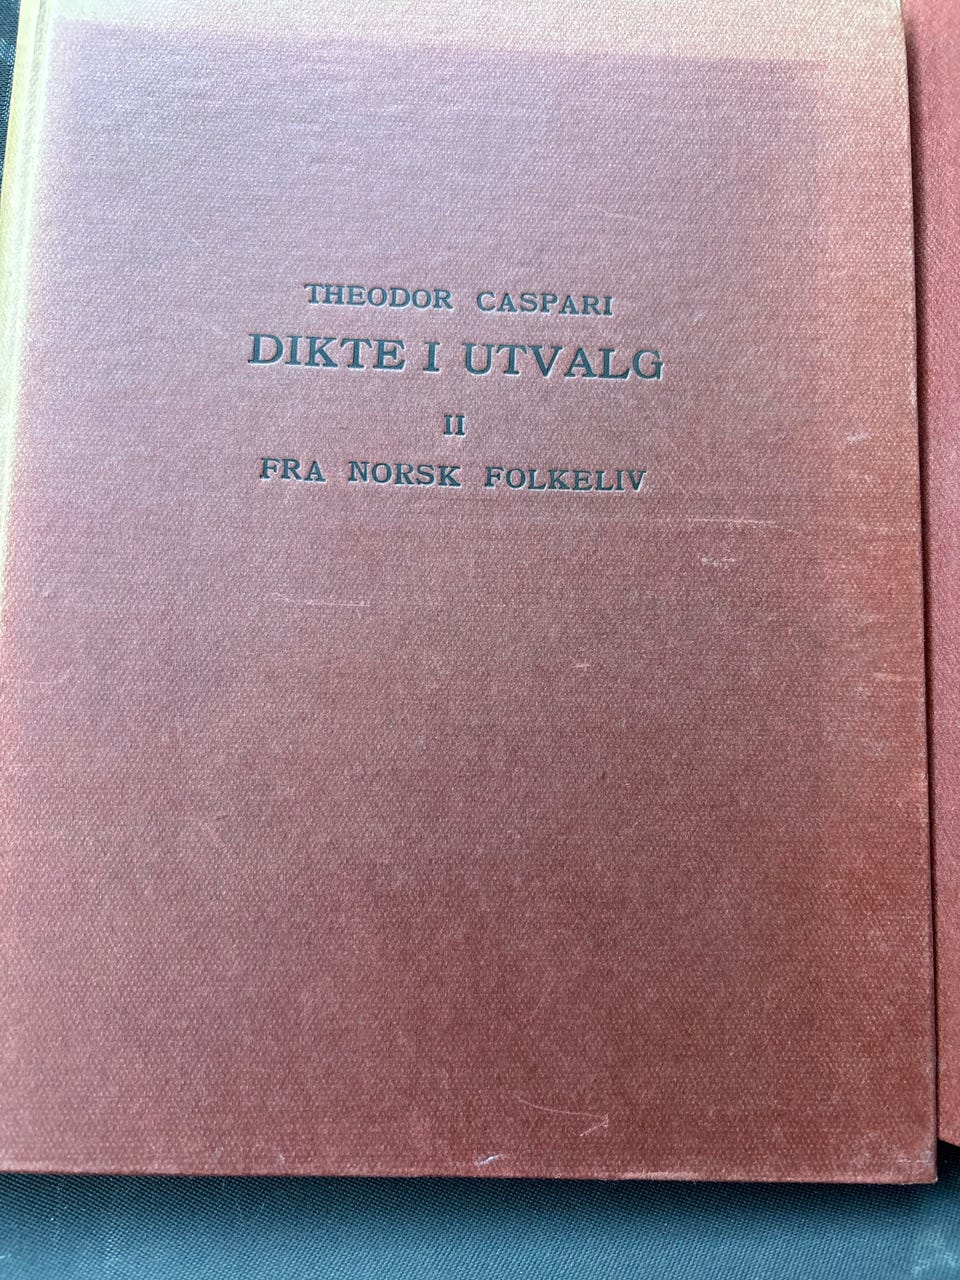 THEODOR CASPARI
DIKTE I UTVALG
II
FRA NORSK FOLKELIV